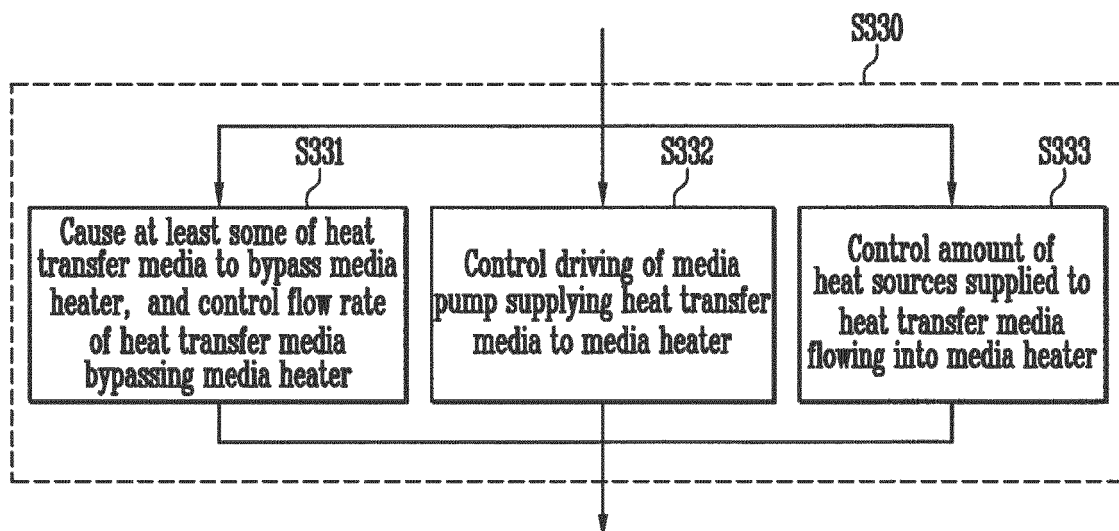 S330
S331
Cause at least some of heat
transfer media to bypass media
heater, and control flow rate
of heat transfer media
bypassing media heater
S332
Control driving of media
pump supplying heat transfer
media to media heater
S333
Control amount of
heat sources supplied to
heat transfer media
flowing into media heater